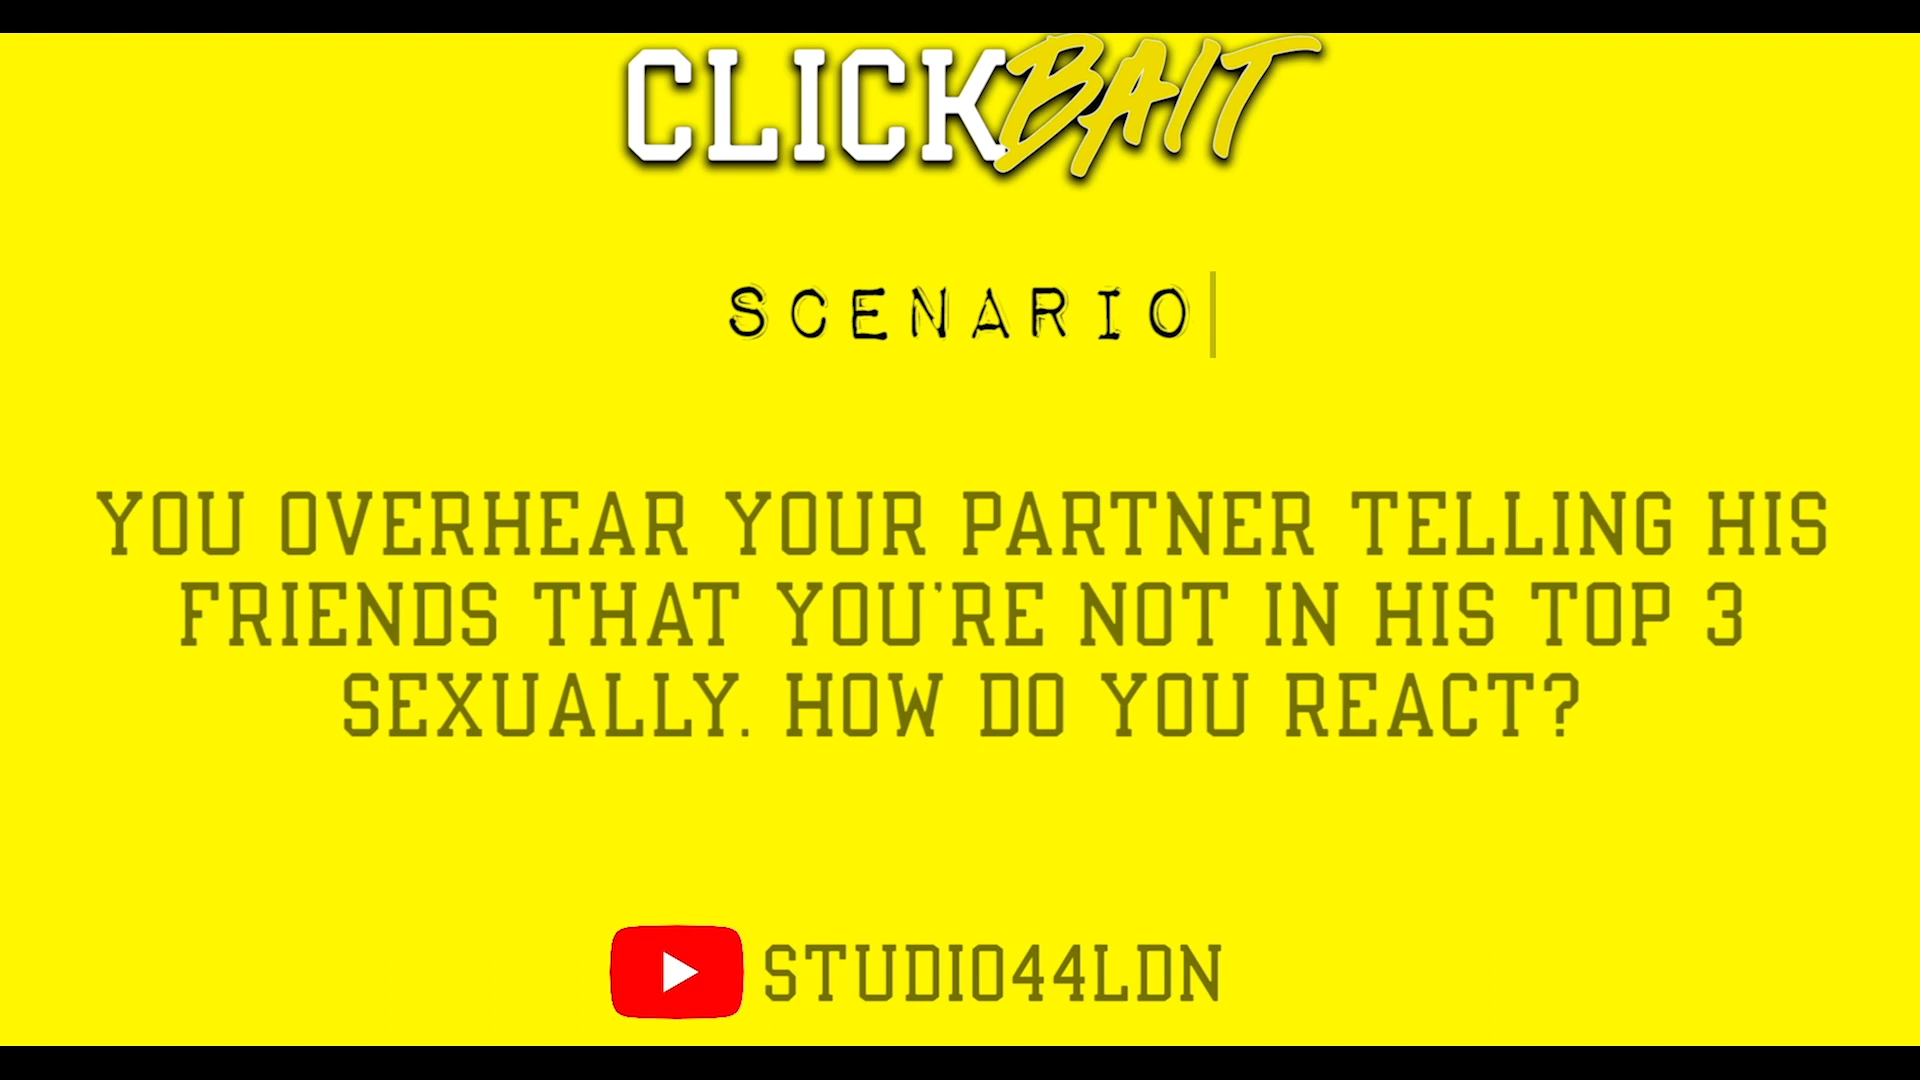 CLICKBAIT
SCENARIO
YOU OVERHEAR YOUR PARTNER TELLING HIS
FRIENDS THAT YOU'RE NOT IN HIS TOP 3
SEXUALLY. HOW DO YOU REACT?
STUDIO44LDN